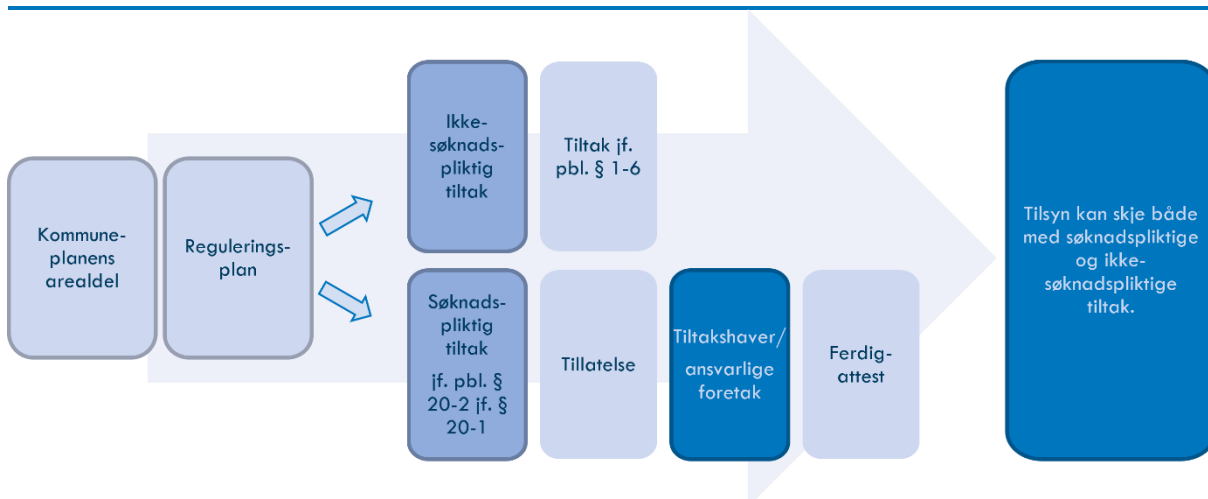 Kommune-
planens
arealdel
Regulerings-
plan
Ikke-
søknads-
pliktig
tiltak
Tiltak jf.
pbl. § 1-6
Søknads-
pliktig
tiltak
jf. pbl. §
20-2 jf. §
20-1
Tillatelse
Tiltakshaver/
ansvarlige
foretak
Ferdig-
attest
Tilsyn kan skje både
med søknadspliktige
og ikke-
søknadspliktige
tiltak.